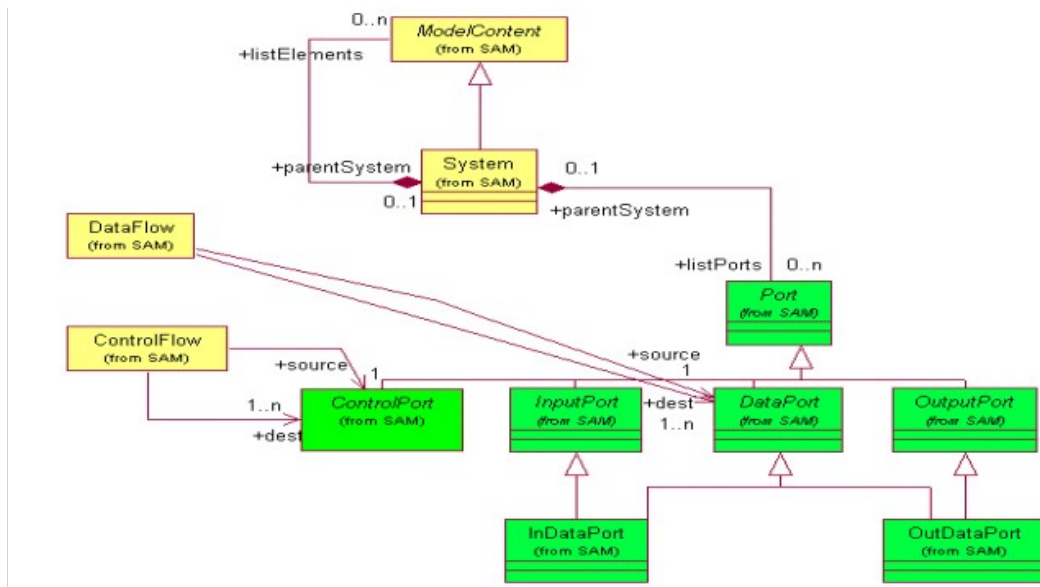 0..n
ModelContent
(from SAM)
+listElements
System
(from SAM)
+parentSystem
0..1
0..1
+parentSystem
DataFlow
(from SAM)
+listPorts
0..n
Port
(from SAM)
ControlFlow
(from SAM)
+source
1
+source
1
ControlPort
(from SAM)
1..n
+dest
InputPort
(from SAM)
+dest
1..n
DataPort
(from SAM)
OutputPort
(from SAM)
InDataPort
(from SAM)
OutDataPort
(from SAM)